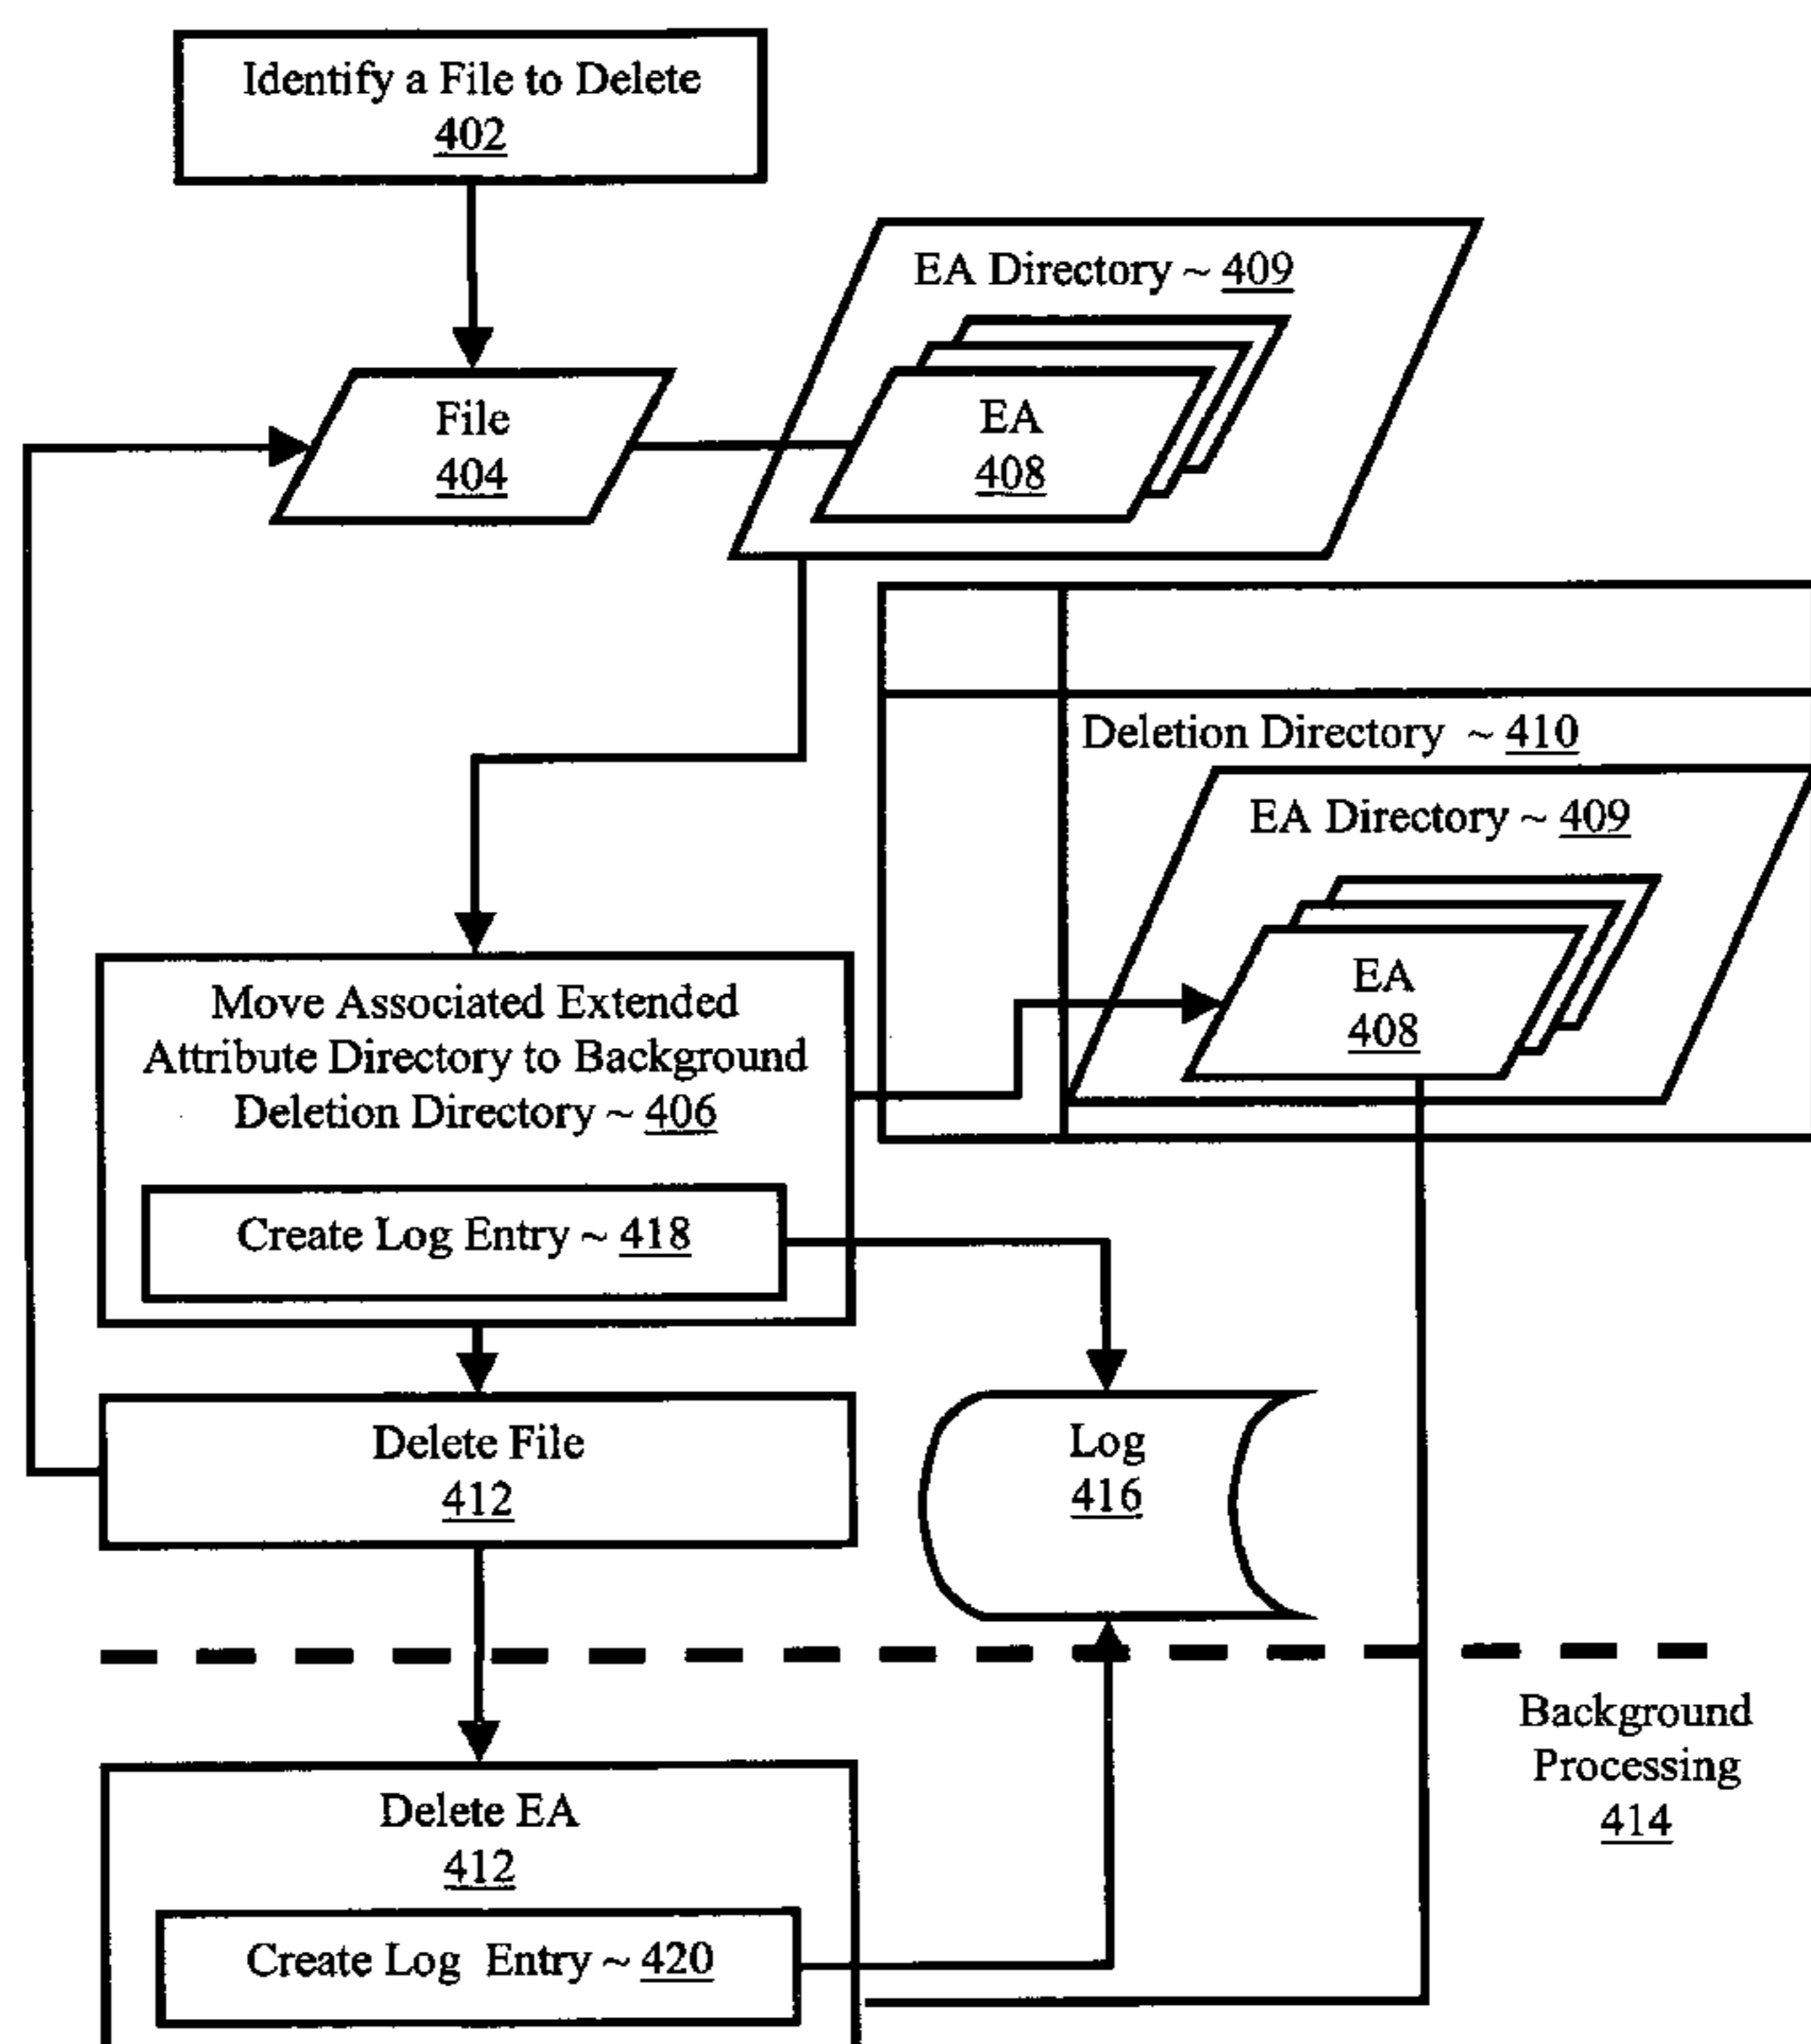 Identify a File to Delete
402
EA Directory ~ 409
File
404
EA
408
Deletion Directory ~ 410
EA Directory ~ 409
EA
408
Move Associated Extended
Attribute Directory to Background
Deletion Directory ~ 406
Create Log Entry ~ 418
Delete File
412
Log
416
Background
Processing
414
Delete EA
412
Create Log Entry ~ 420